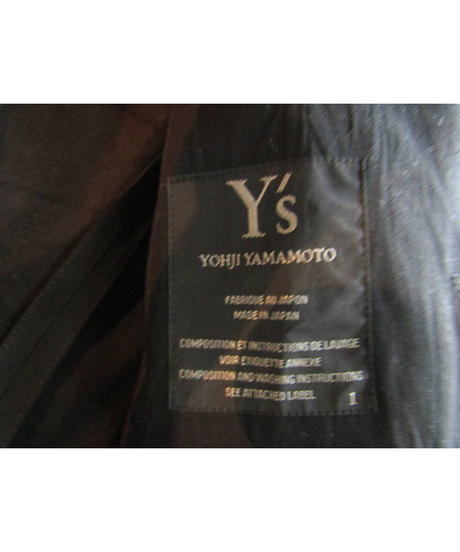 Y's
YOHJI YAMAMOTO
FABRIQUE AU JAPON
MADE IN JAPAN
COMPOSITION ET INSTRUCTIONS DE LAVAGE
VOIR ETIQUETTE ANNEXE
COMPOSITION AND WASHING INSTRUCTIONS
SEE ATTACHED LABEL 1